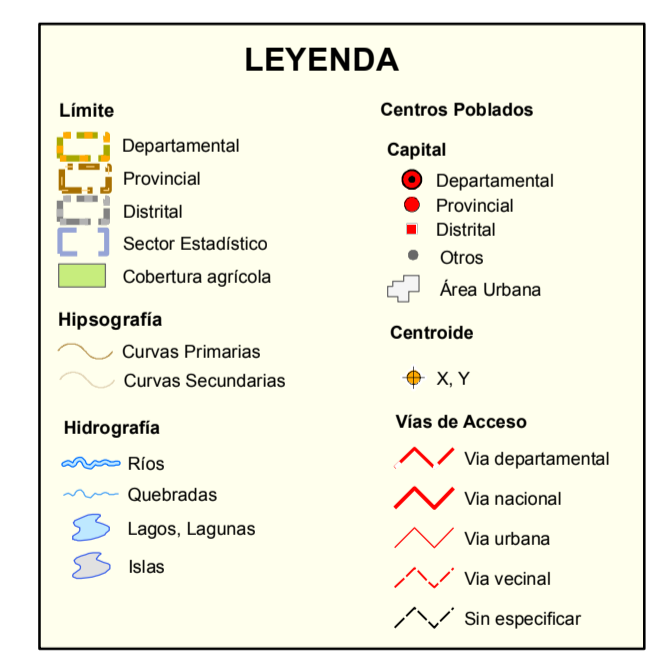 LEYENDA
Límite
Departamental
Provincial
Distrital
Sector Estadístico
Cobertura agrícola
Hipsografía
Curvas Primarias
Curvas Secundarias
Hidrografía
Ríos
Quebradas
Lagos, Lagunas
Islas
Centros Poblados
Capital
Departamental
Provincial
Distrital
Otros
Área Urbana
Centroide
X, Y
Vías de Acceso
Via departamental
Via nacional
Via urbana
Via vecinal
Sin especificar